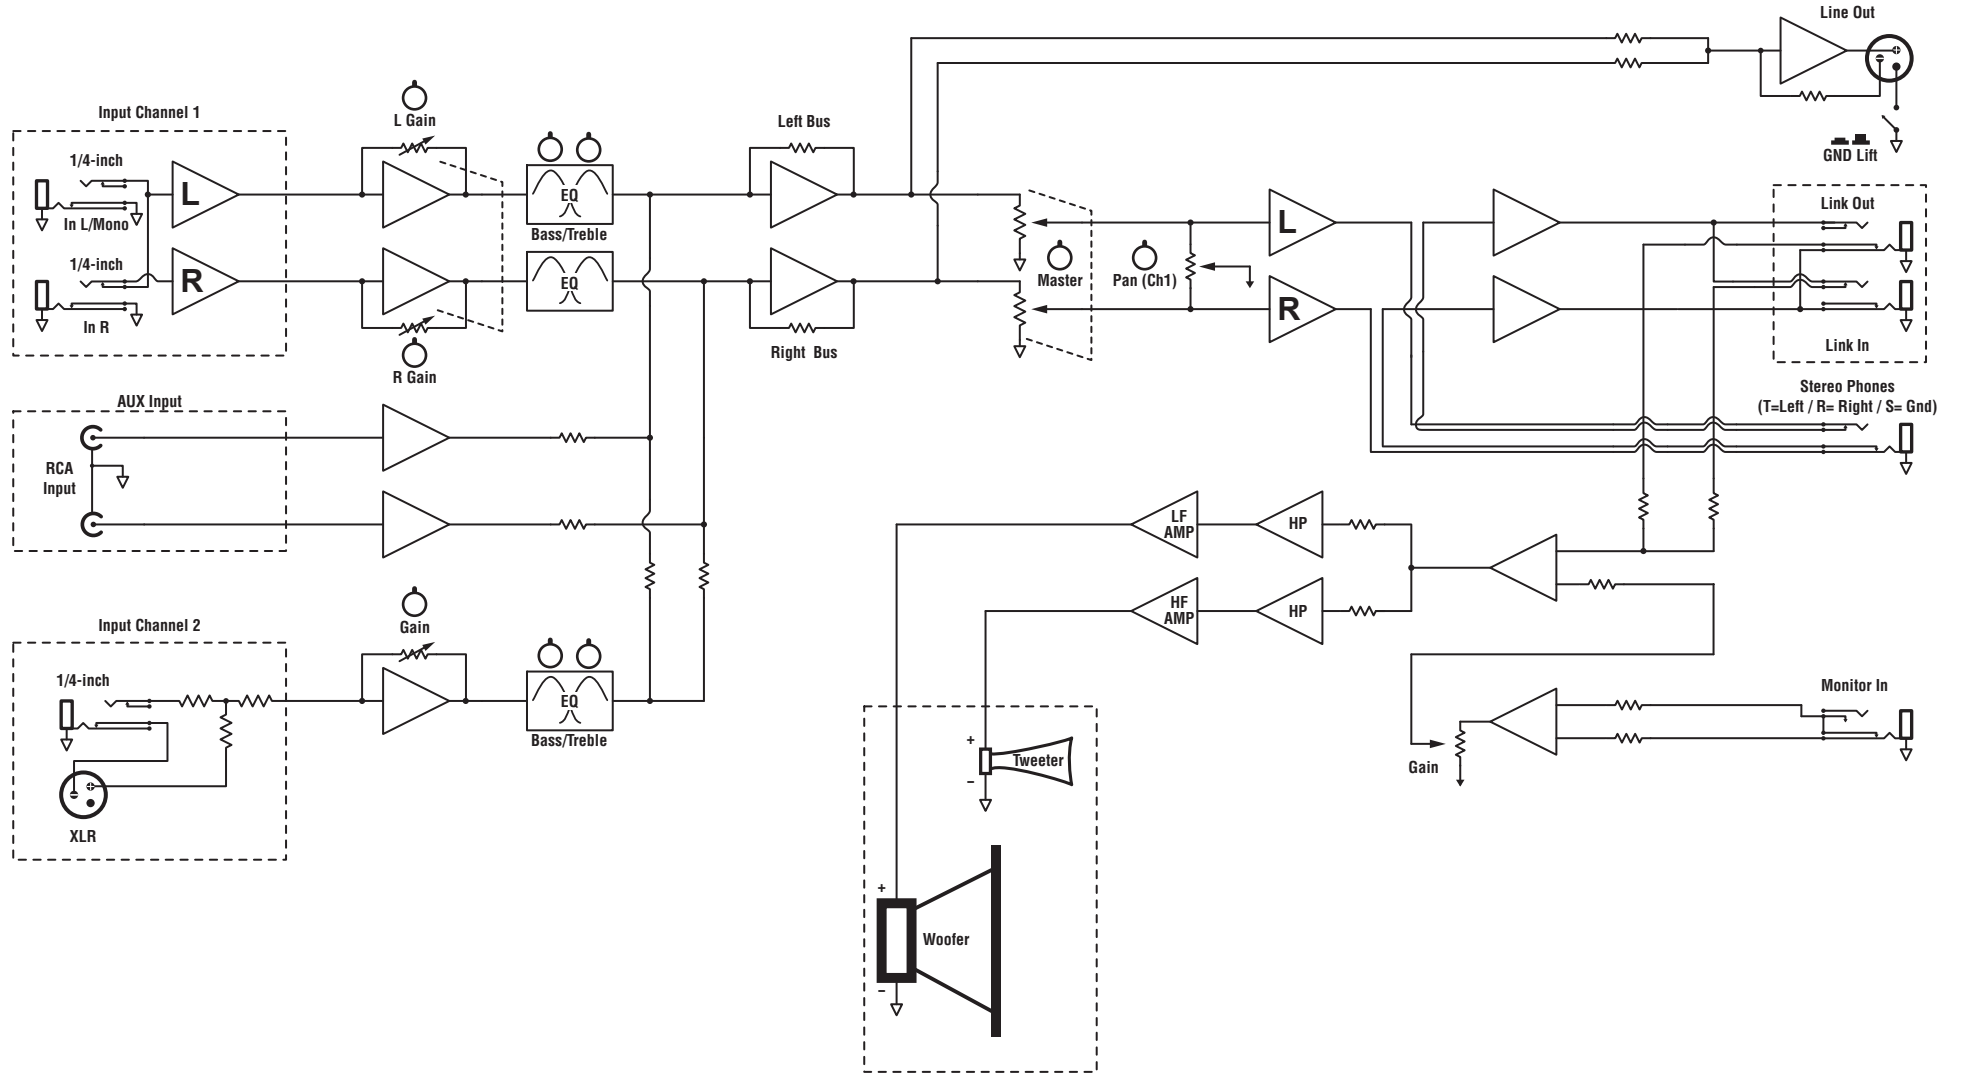 Line Out
GND Lift
Input Channel 1
1/4-inch
In L/Mono
1/4-inch
In R
L
R
L Gain
R Gain
EQ
Bass/Treble
EQ
Left Bus
Right Bus
Master
Pan (Ch1)
L
R
Link Out
Link In
Stereo Phones
(T=Left / R= Right / S= Gnd)
AUX Input
RCA
Input
LF
AMP
HP
HF
AMP
HP
Input Channel 2
1/4-inch
XLR
Gain
EQ
Bass/Treble
Monitor In
Gain
+
Tweeter
−
+
Woofer
−